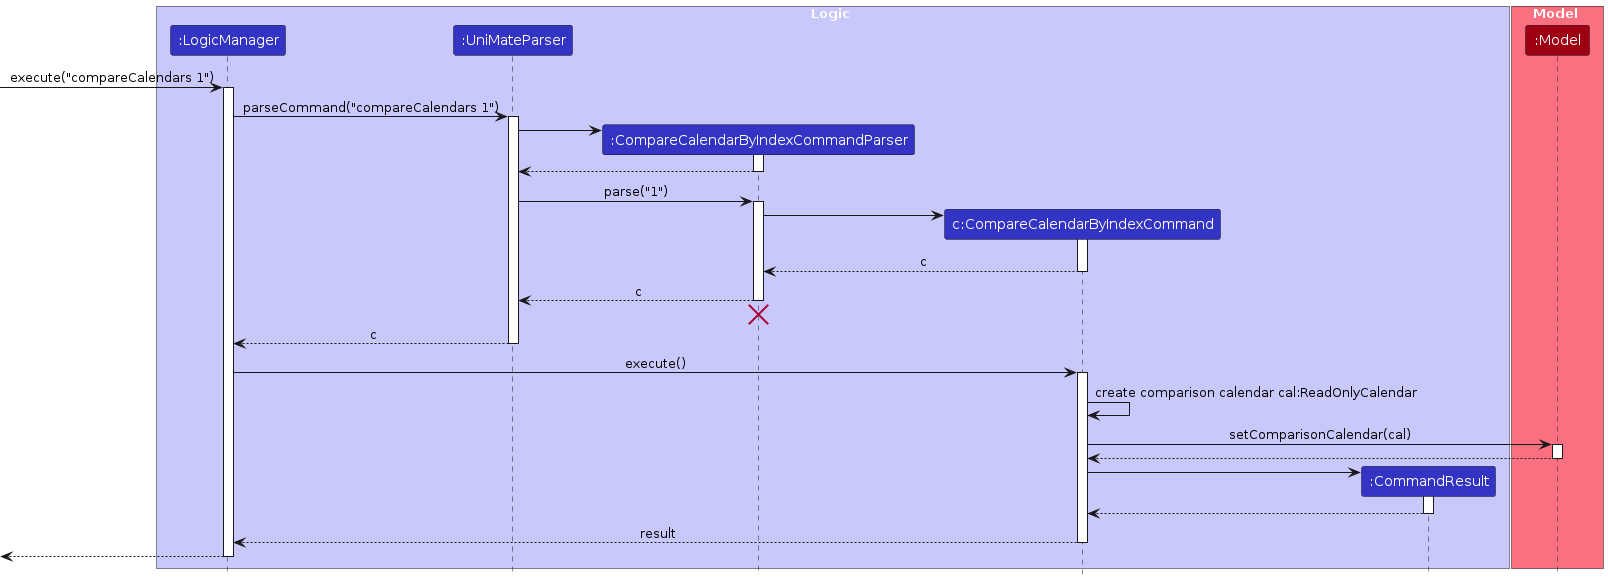 Logic
Model
:LogicManager
:UniMateParser
:Model
execute("compareCalendars 1")
parseCommand("compareCalendars 1")
:CompareCalendarByIndexCommandParser
parse("1")
c:CompareCalendarByIndexCommand
c
c
c
execute()
create comparison calendar cal:ReadOnlyCalendar
setComparisonCalendar(cal)
:CommandResult
result